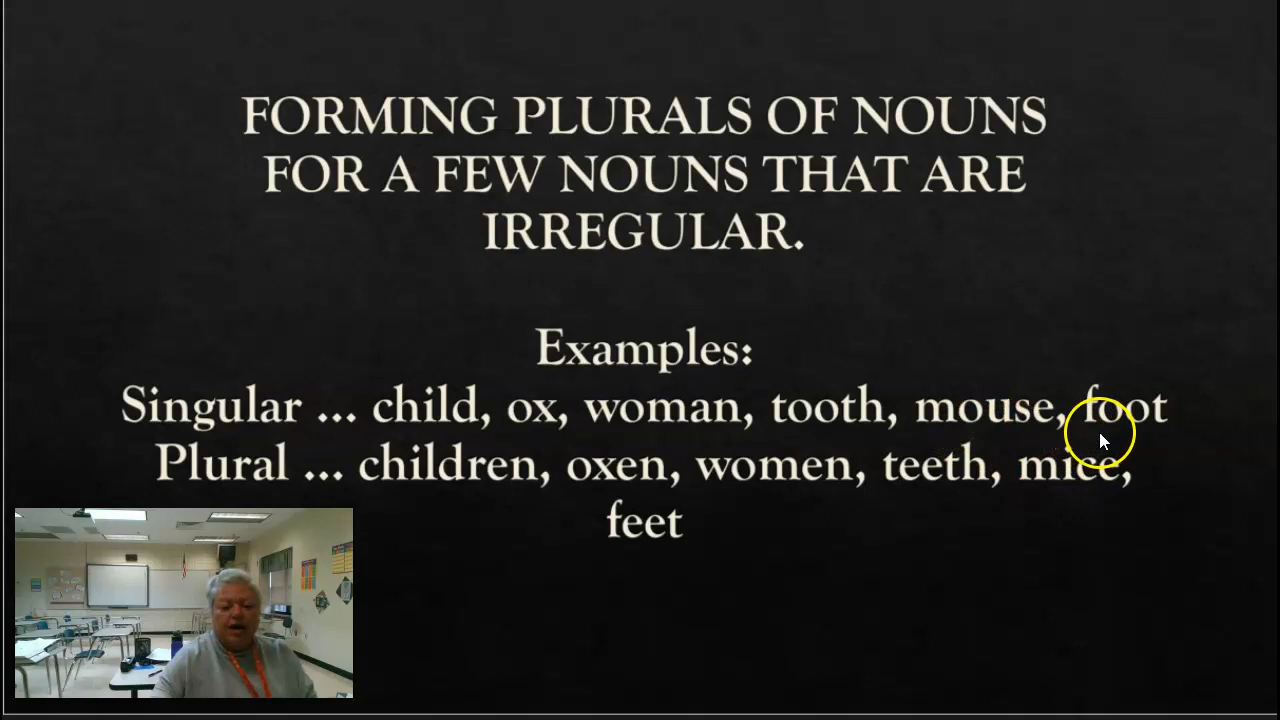 FORMING PLURALS OF NOUNS
FOR A FEW NOUNS THAT ARE
IRREGULAR.
Examples:
Singular ... child, ox, woman, tooth, mouse, foot
Plural ... children, oxen, women, teeth, mice,
feet